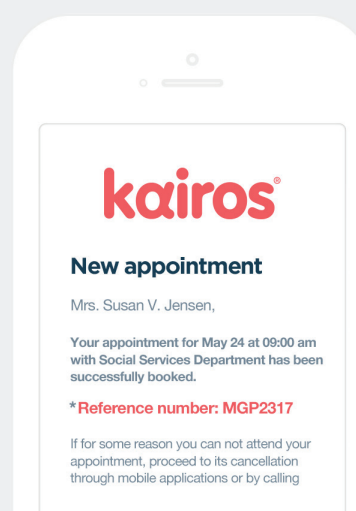 kairos®
New appointment
Mrs. Susan V. Jensen,
Your appointment for May 24 at 09:00 am
with Social Services Department has been
successfully booked.
*Reference number: MGP2317
If for some reason you can not attend your
appointment, proceed to its cancellation
through mobile applications or by calling